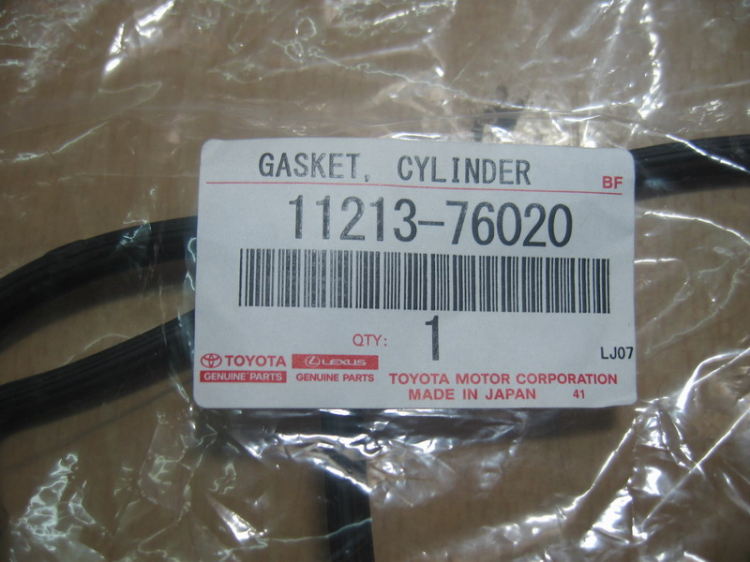 GASKET, CYLINDER
BF
11213-76020
QTY: 1
LJ07
TOYOTA LEXUS
GENUINE PARTS GENUINE PARTS
TOYOTA MOTOR CORPORATION
MADE IN JAPAN 41